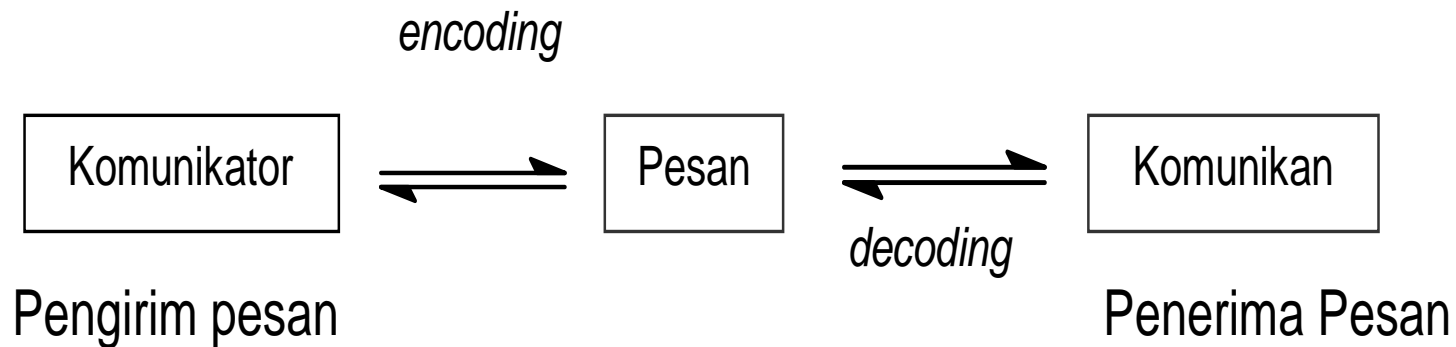 encoding
Komunikator
Pesan
Komunikan
decoding
Pengirim pesan
Penerima Pesan